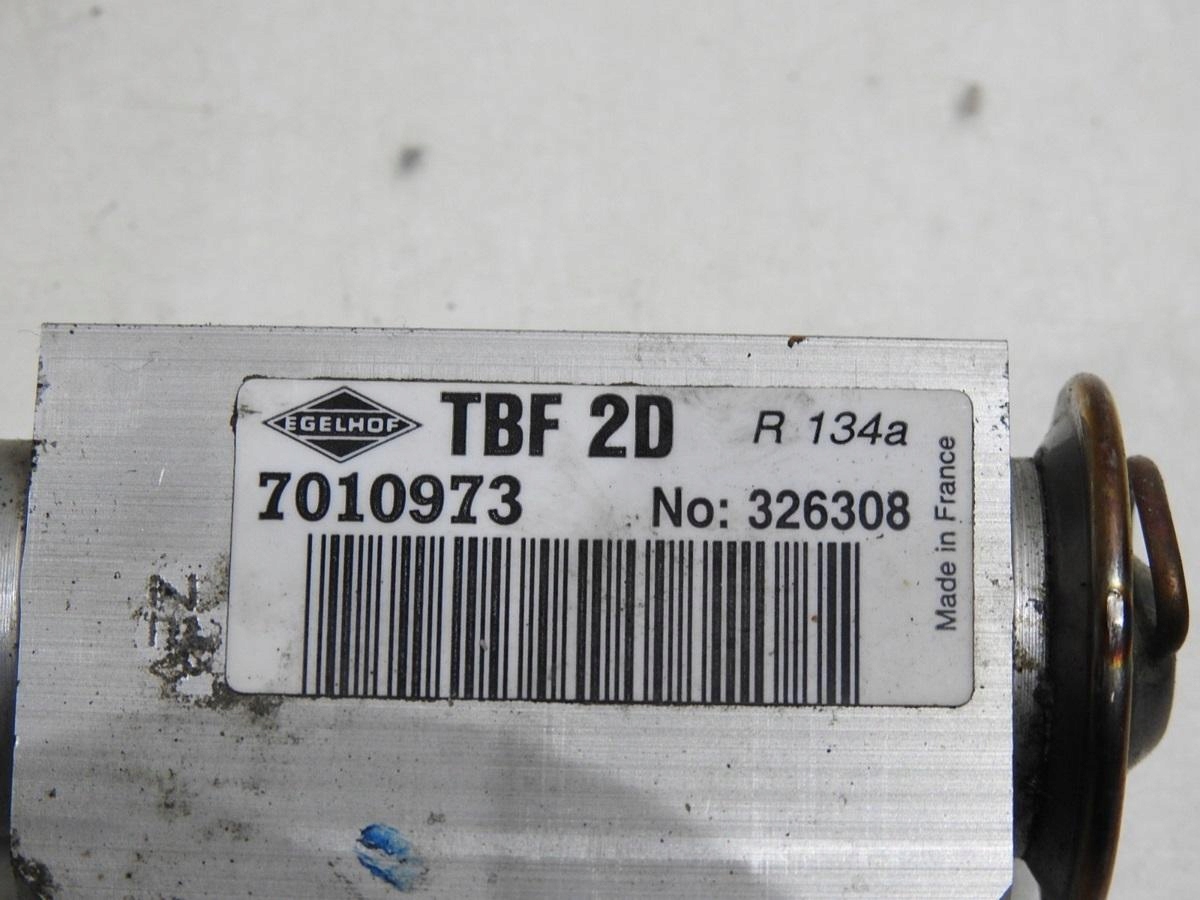 EGELHOF TBF 2D R 134a
7010973 No: 326308
Made in France